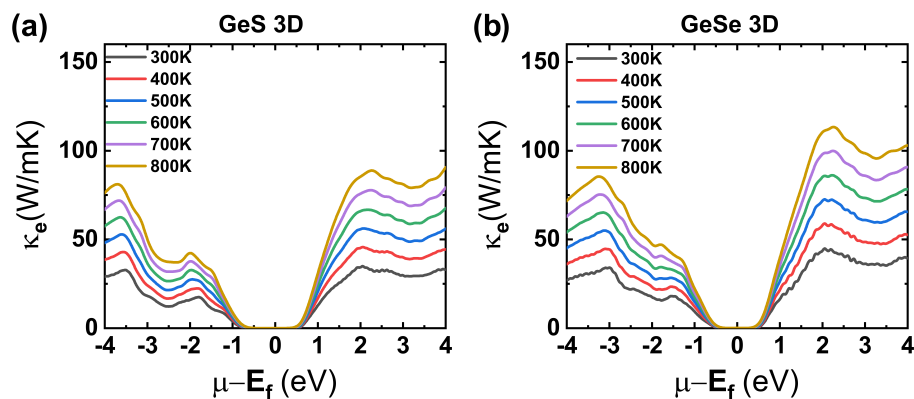 (a) GeS 3D
κe(W/mK)
150
100
50
0
300K
400K
500K
600K
700K
800K
-4 -3 -2 -1 0 1 2 3 4
μ−Ef (eV)
(b) GeSe 3D
κe(W/mK)
150
100
50
0
300K
400K
500K
600K
700K
800K
-4 -3 -2 -1 0 1 2 3 4
μ−Ef (eV)